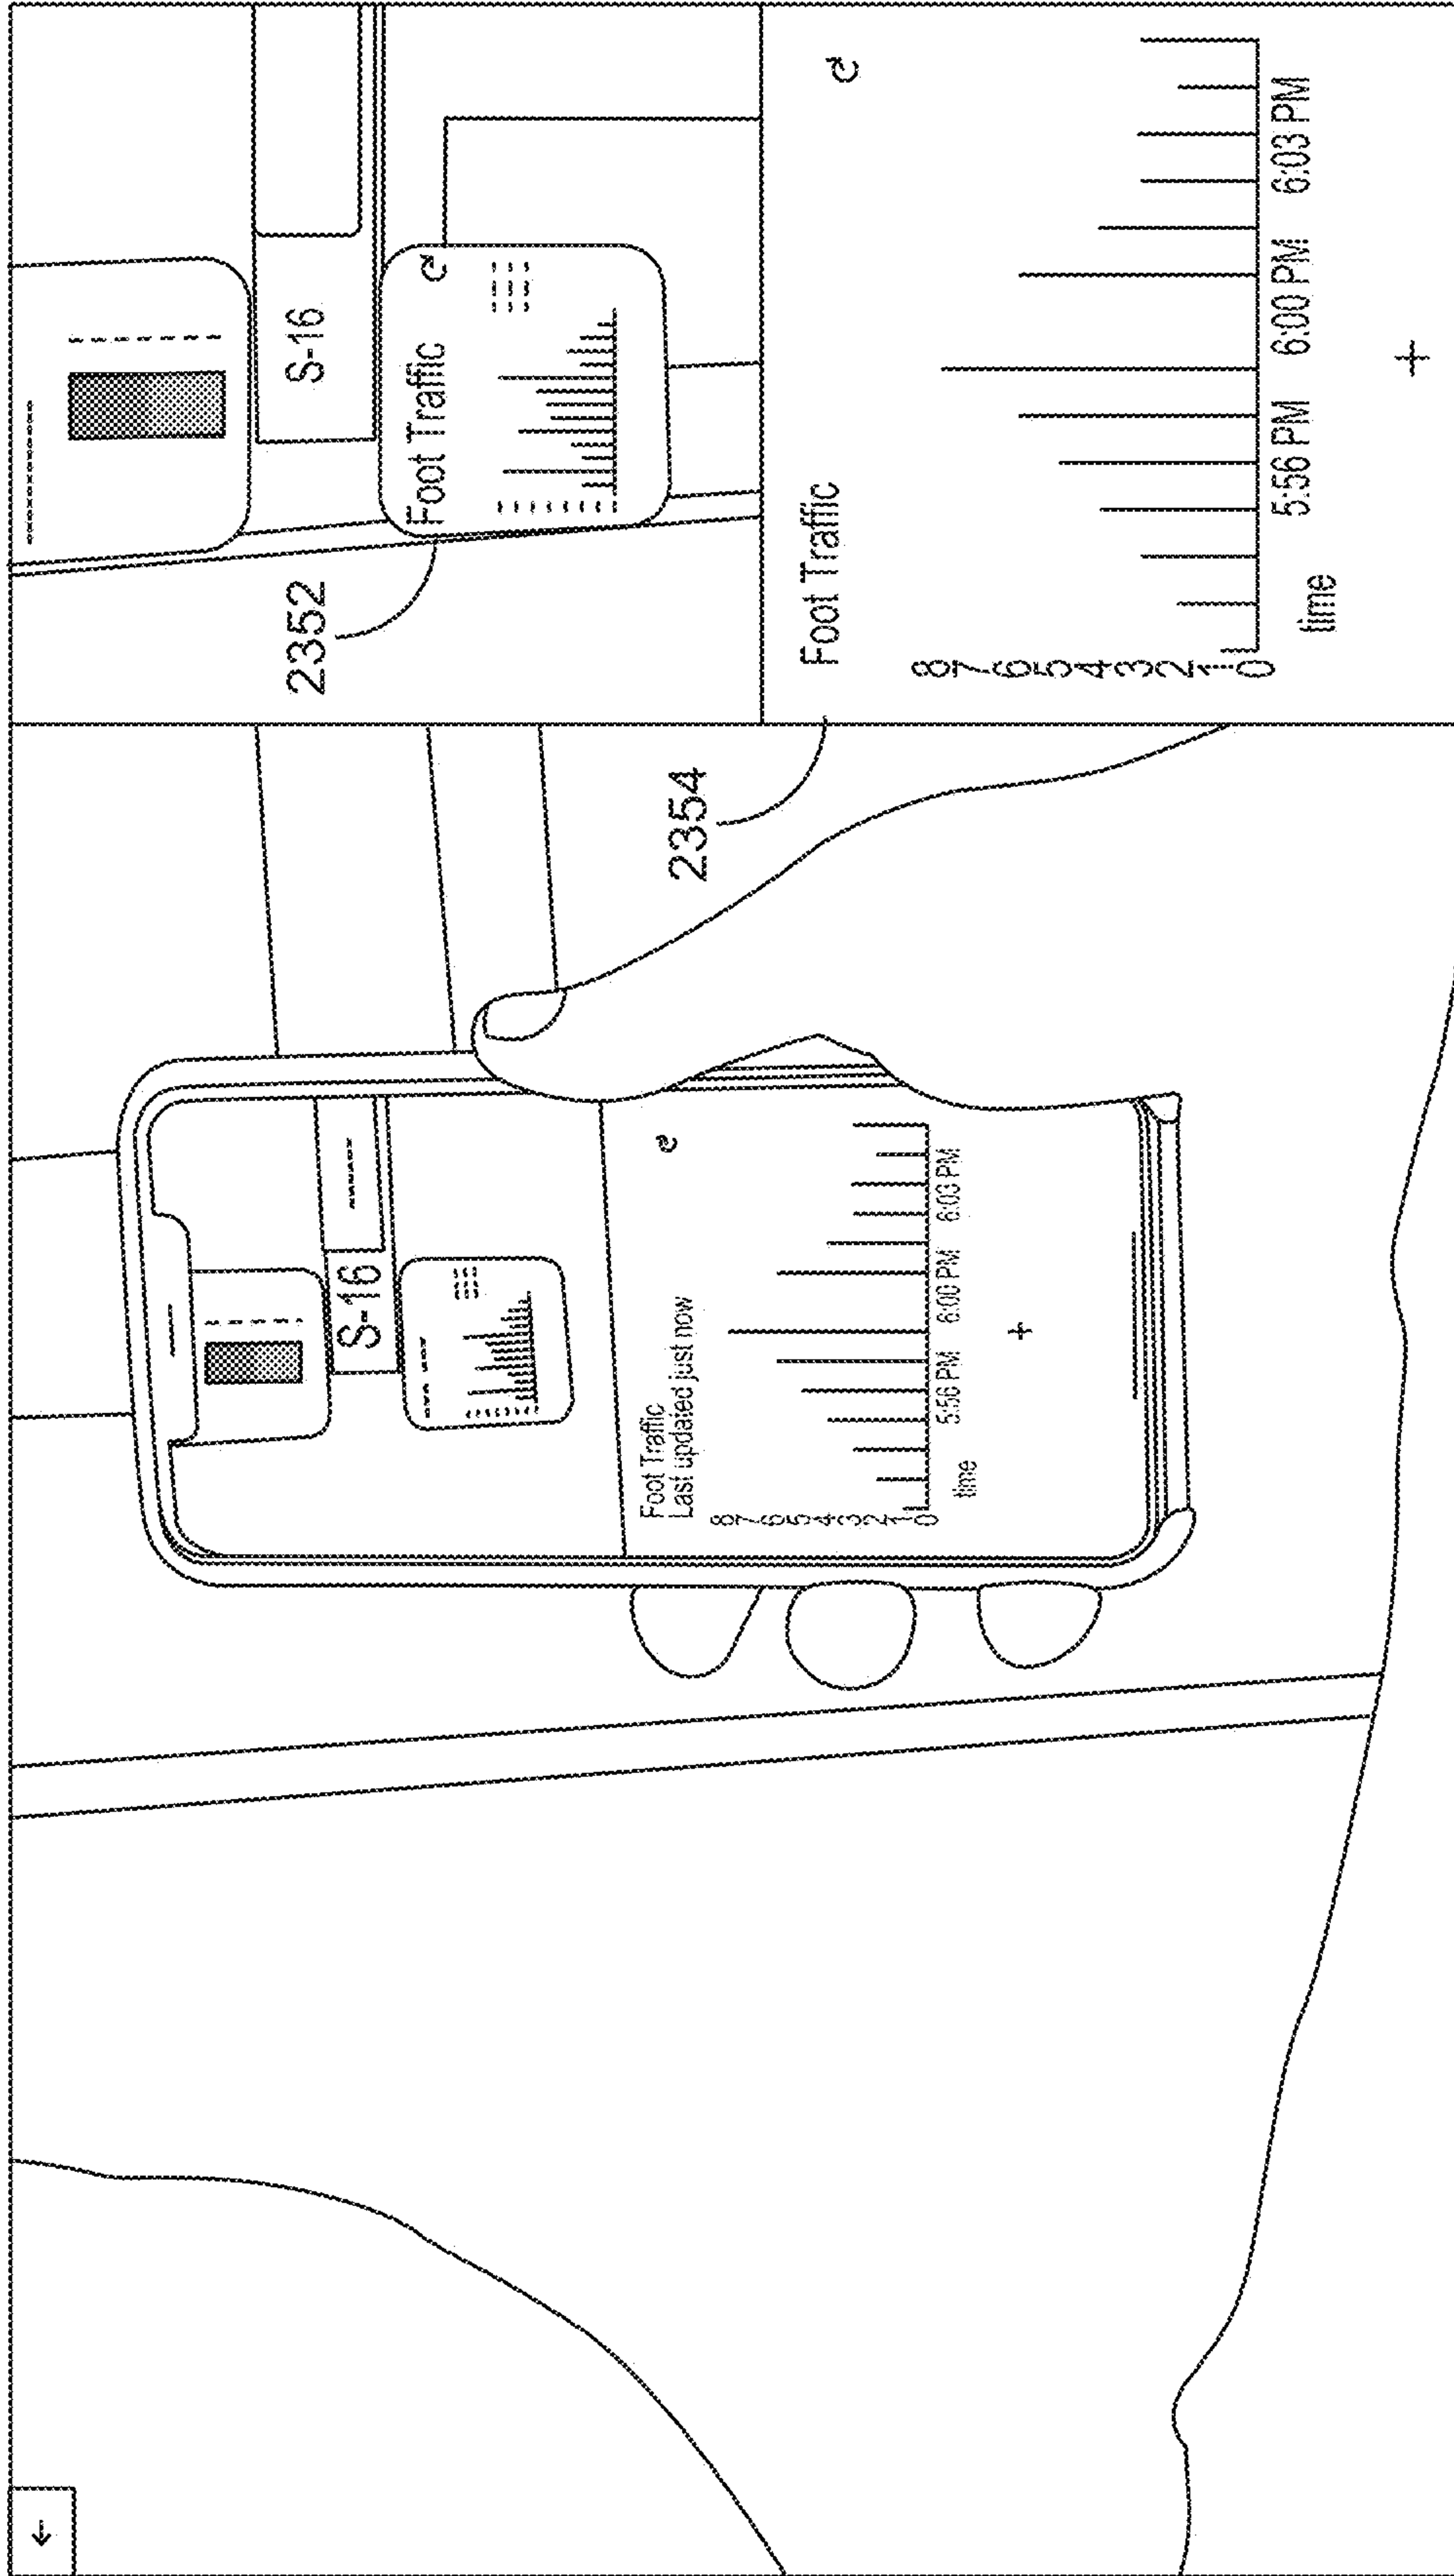 ←
S-16
Foot Traffic
Last updated just now
8
7
6
5
4
3
2
1
0
5:56 PM 6:00 PM 6:03 PM
time
+
2354
2352
S-16
Foot Traffic
Foot Traffic
8
7
6
5
4
3
2
1
0
5:56 PM 6:00 PM 6:03 PM
time
+